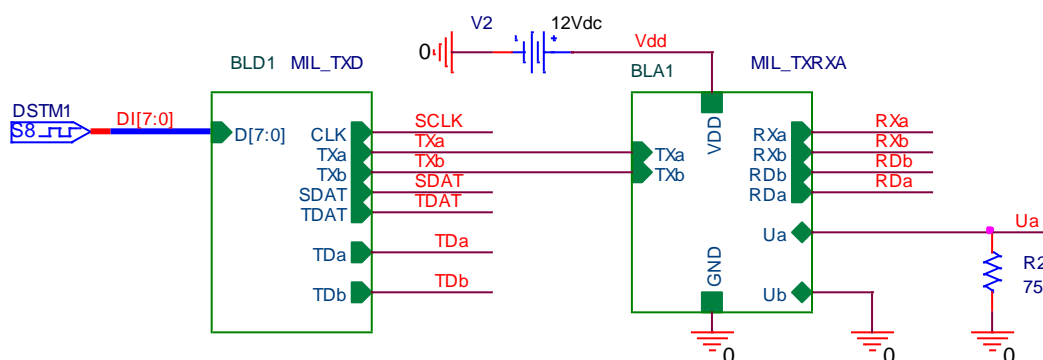 V2 12Vdc
0
Vdd
BLD1 MIL_TXD
BLA1 MIL_TXRXA
DSTM1
S8
DI[7:0]
D[7:0]
CLK
TXa
TXb
SDAT
TDAT
TDa
TDb
SCLK
TXa
TXb
SDAT
TDAT
TDa
TDb
TXa
TXb
VDD
GND
RXa
RXb
RDb
RDa
Ua
Ub
RXa
RXb
RDb
RDa
Ua
R2
75
0
0
0